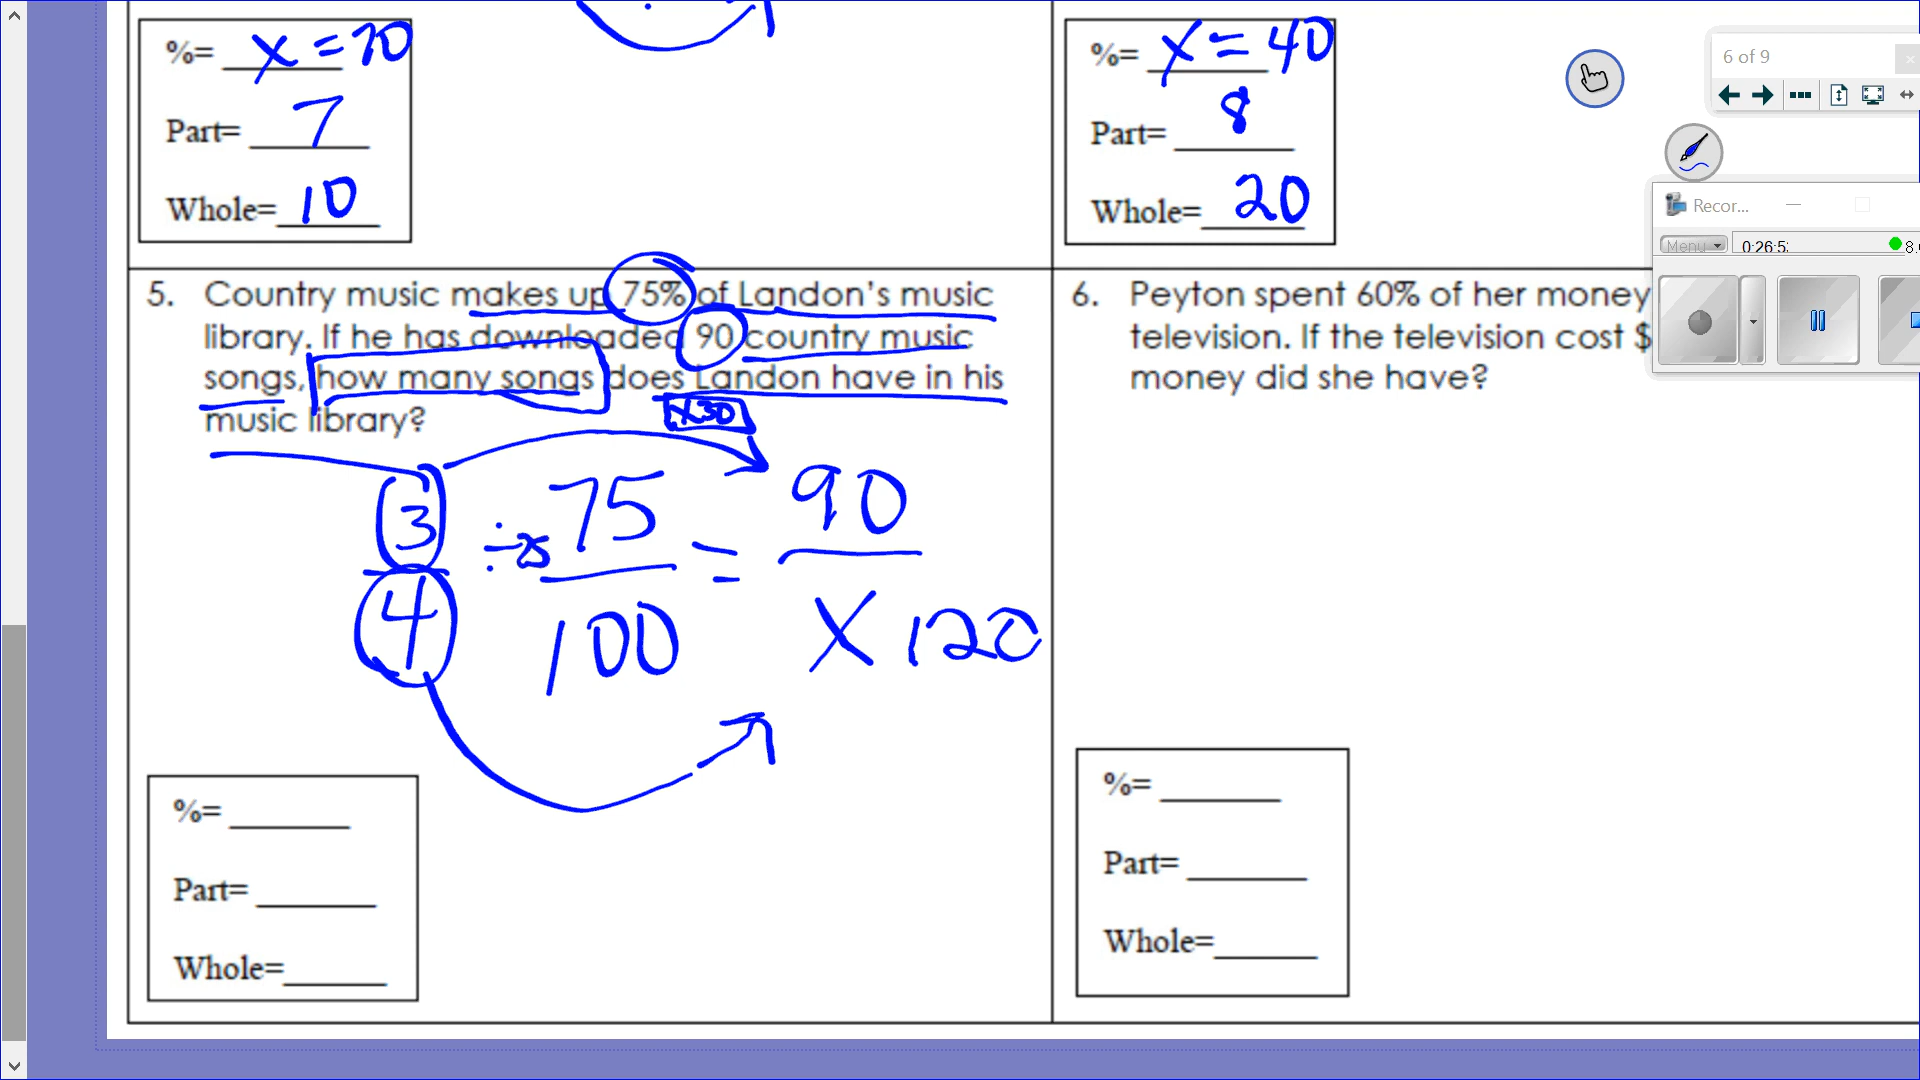 %= x = 70
Part= 7
Whole= 10
%= x = 40
Part= 8
Whole= 20
6 of 9
Recor...
Menu
0:26:5
8.
5. Country music makes up 75% of Landon's music
library. If he has downloaded 90 country music
songs, how many songs does Landon have in his
music library?
x30
3
4
÷25
75
100
=
90
x 120
%=
Part=
Whole=
6. Peyton spent 60% of her money
television. If the television cost $
money did she have?
%=
Part=
Whole=